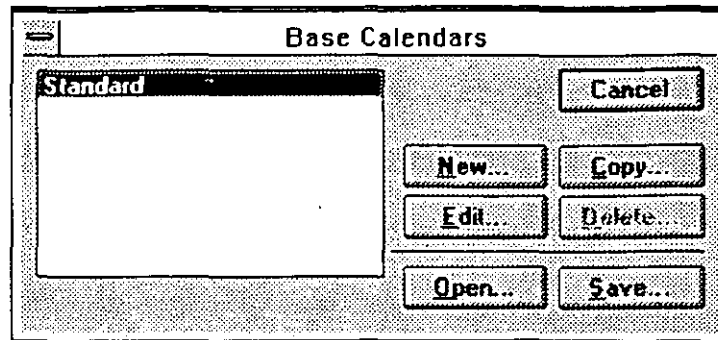 Base Calendars
Standard
Cancel
New...
Copy...
Edit...
Delete...
Open...
Save...